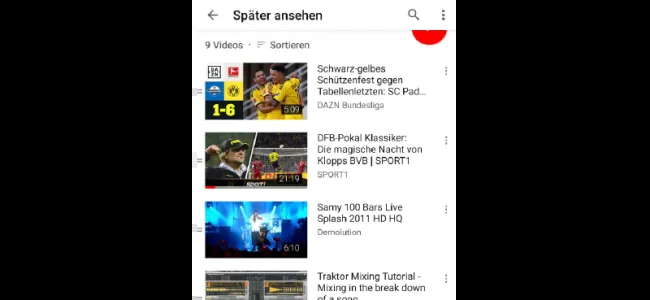 Später ansehen
9 Videos • Sortieren
DAZN
1-6
5:09
Schwarz-gelbes
Schützenfest gegen
Tabellenletzten: SC Pad...
DAZN Bundesliga
sport1
21:19
DFB-Pokal Klassiker:
Die magische Nacht von
Klopps BVB | SPORT1
SPORT1
6:10
Samy 100 Bars Live
Splash 2011 HD HQ
Demolution
Traktor Mixing Tutorial -
Mixing in the break down
of a song